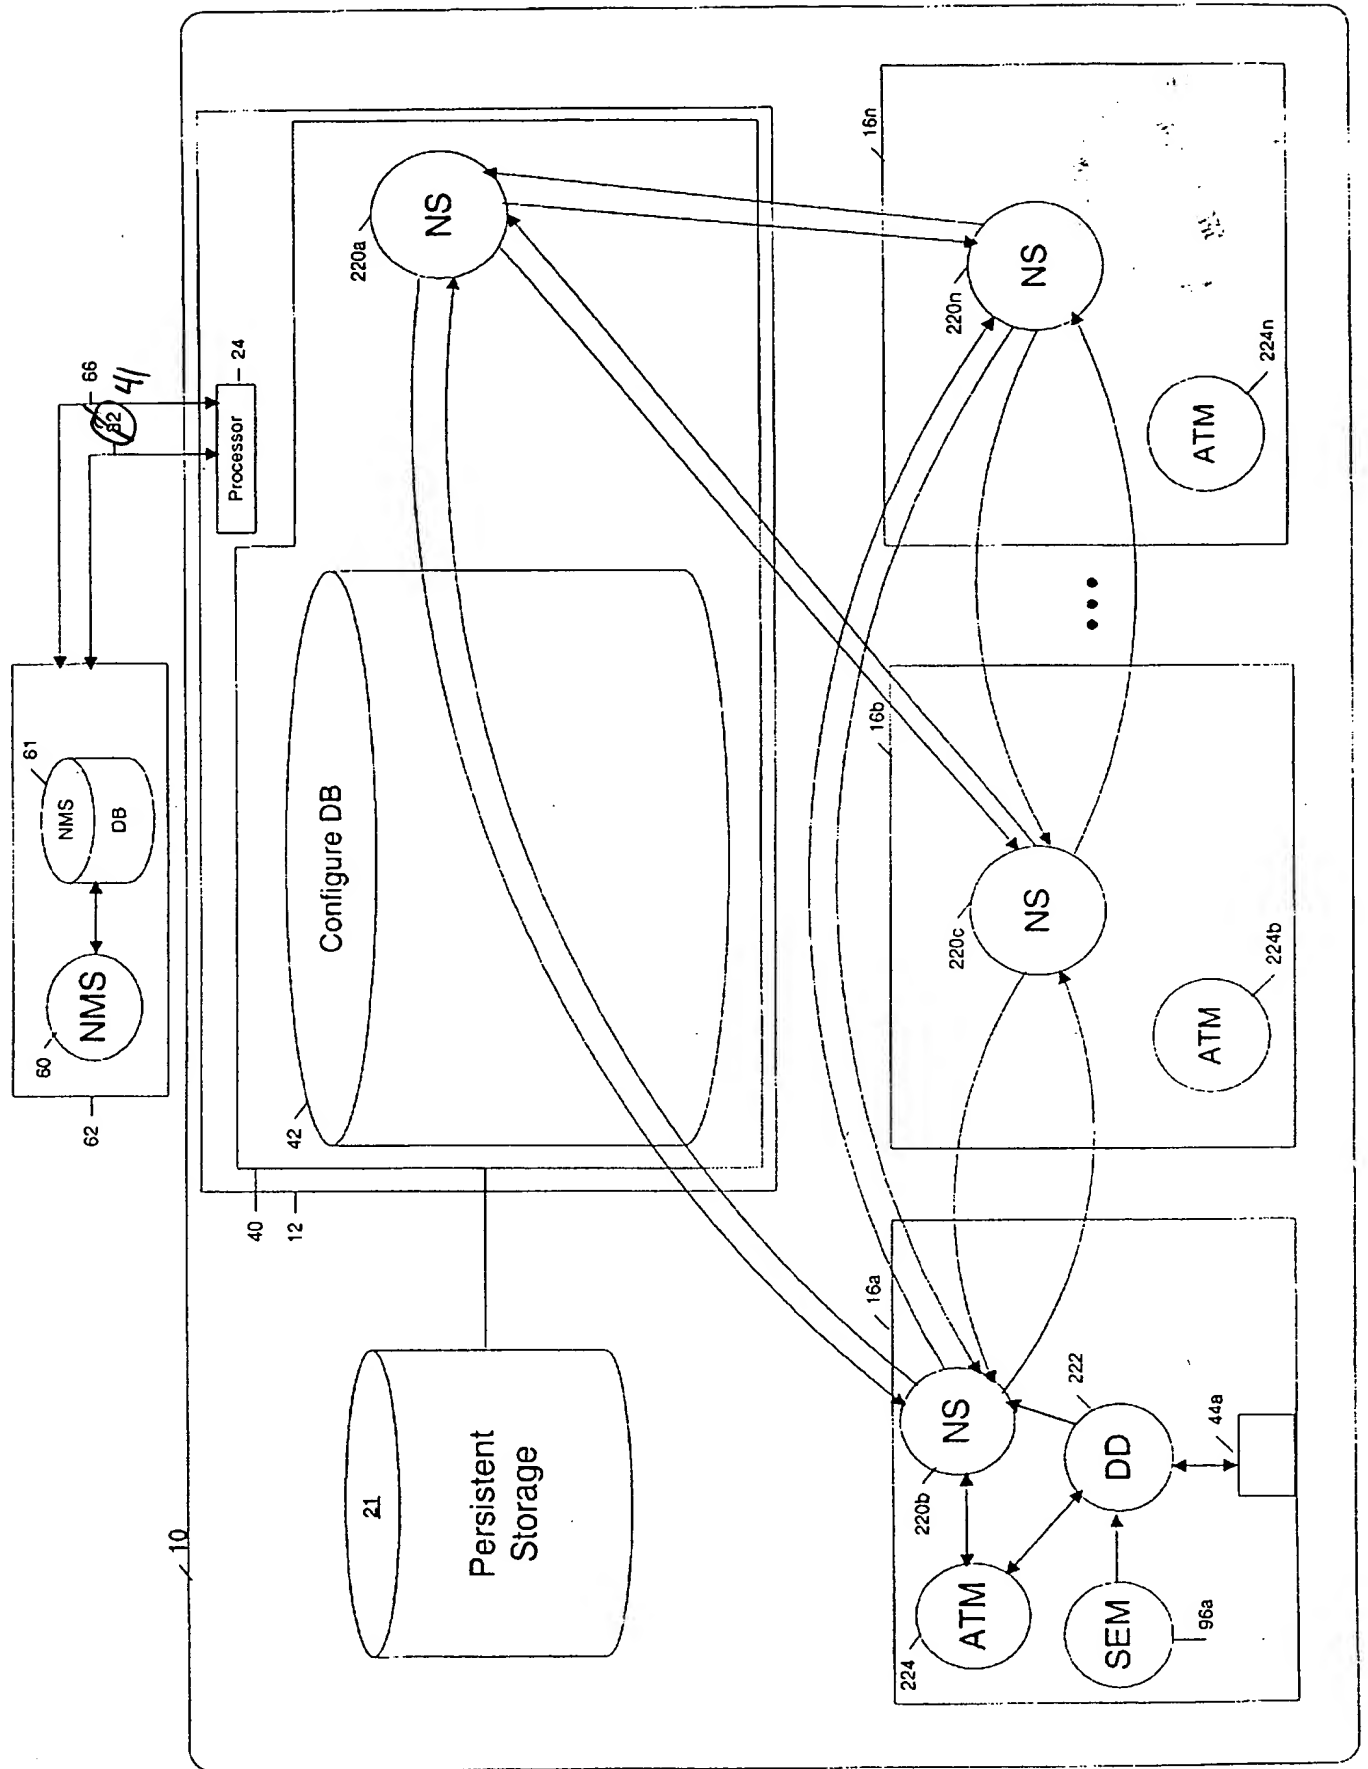 61
60
NMS
NMS
DB
62
66
41
10
24
Processor
40
42
12
Configure DB
220a
NS
21
Persistent
Storage
16a
16b
16n
220b
NS
220c
NS
220n
NS
224
ATM
222
DD
44a
SEM
96a
ATM
224b
ATM
224n
•••